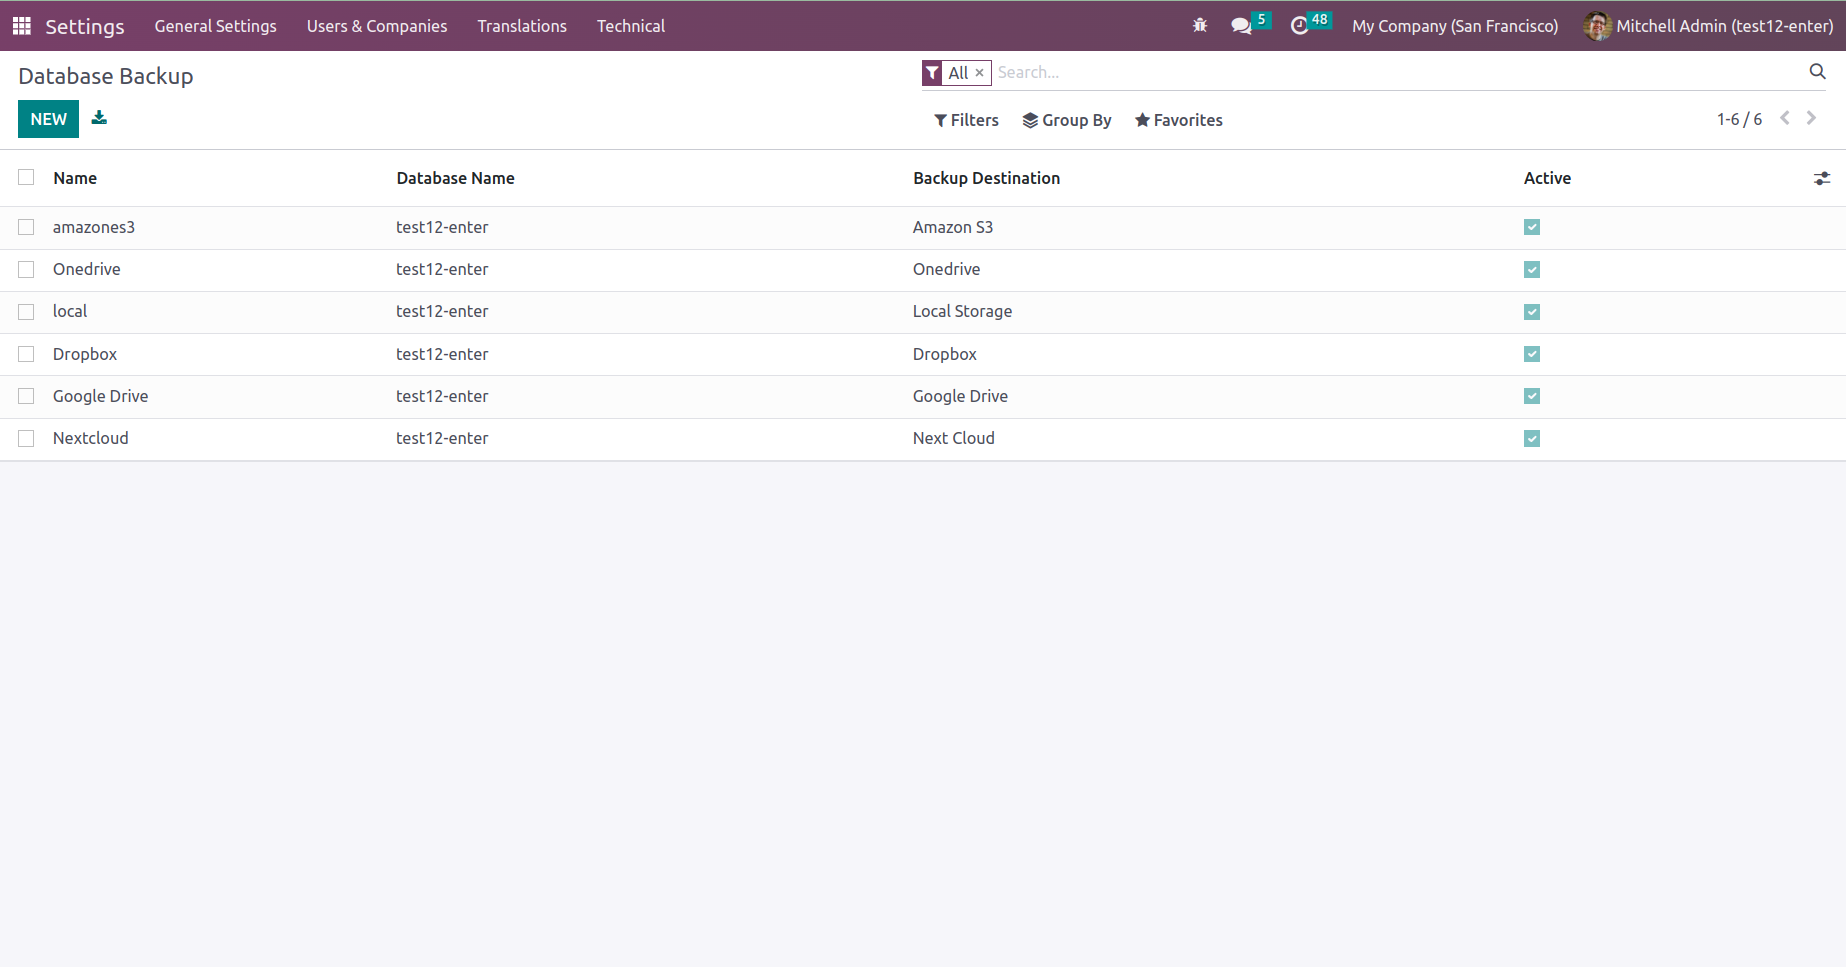 Settings General Settings Users & Companies Translations Technical 5 48 My Company (San Francisco) Mitchell Admin (test12-enter)
Database Backup All × Search...
NEW Filters Group By Favorites 1-6 / 6
Name Database Name Backup Destination Active
amazones3 test12-enter Amazon S3
Onedrive test12-enter Onedrive
local test12-enter Local Storage
Dropbox test12-enter Dropbox
Google Drive test12-enter Google Drive
Nextcloud test12-enter Next Cloud